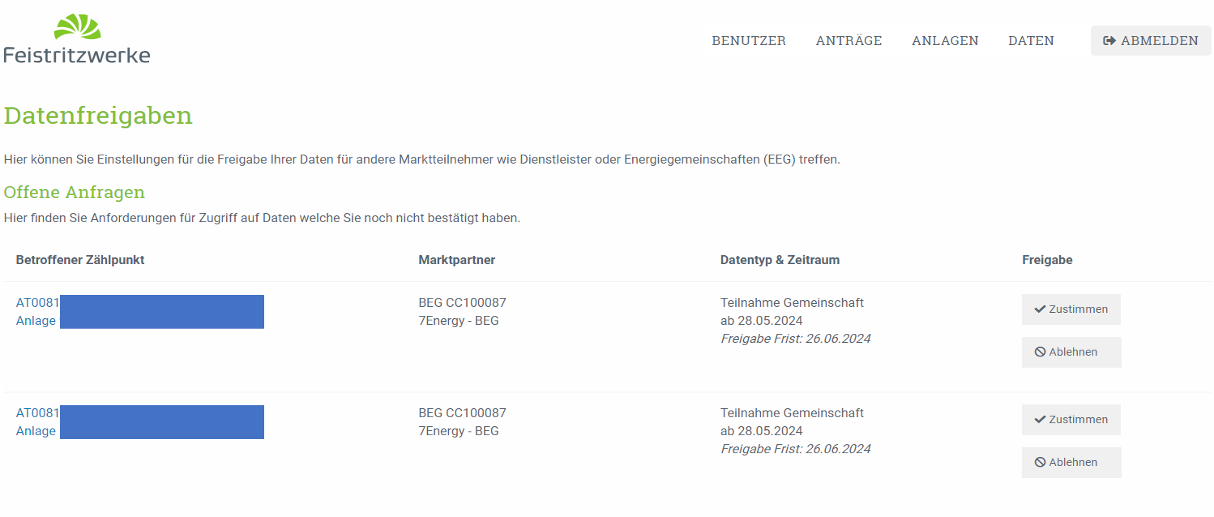 Feistritzwerke
BENUTZER ANTRÄGE ANLAGEN DATEN ABMELDEN
Datenfreigaben
Hier können Sie Einstellungen für die Freigabe Ihrer Daten für andere Marktteilnehmer wie Dienstleister oder Energiegemeinschaften (EEG) treffen.
Offene Anfragen
Hier finden Sie Anforderungen für Zugriff auf Daten welche Sie noch nicht bestätigt haben.
Betroffener Zählpunkt Marktpartner Datentyp & Zeitraum Freigabe
AT0081 BEG CC100087 Teilnahme Gemeinschaft Zustimmen
Anlage 7Energy - BEG ab 28.05.2024
Freigabe Frist: 26.06.2024
Ablehnen
AT0081 BEG CC100087 Teilnahme Gemeinschaft Zustimmen
Anlage 7Energy - BEG ab 28.05.2024
Freigabe Frist: 26.06.2024
Ablehnen